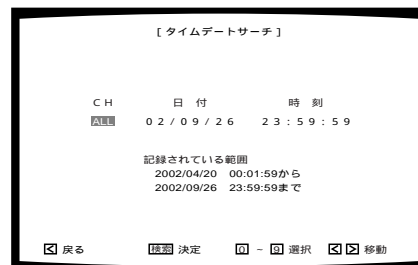 [タイムデートサーチ]
CH 日 付 時 刻
ALL 02/09/26 23:59:59
記録されている範囲
2002/04/20 00:01:59から
2002/09/26 23:59:59まで
< 戻る 検索 決定 0 ~ 9 選択 < > 移動